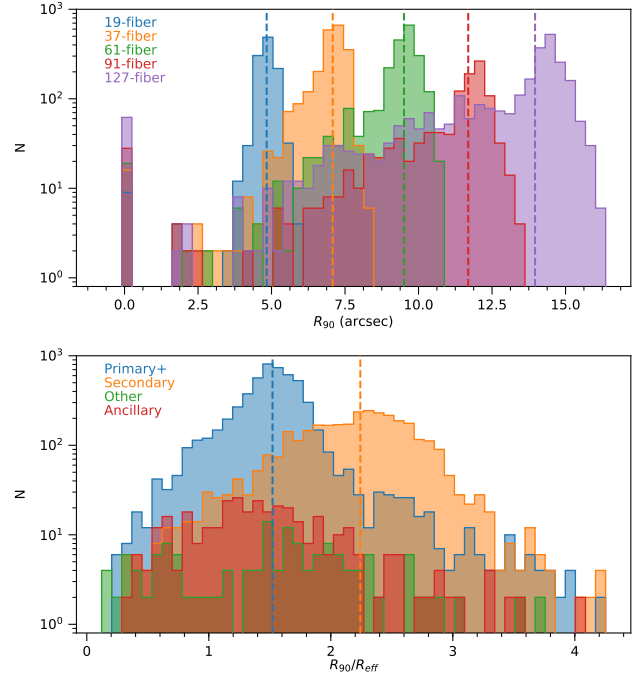 10³
10²
10¹
10⁰
N
19-fiber
37-fiber
61-fiber
91-fiber
127-fiber
0.0 2.5 5.0 7.5 10.0 12.5 15.0
R₉₀ (arcsec)
10³
10²
10¹
10⁰
N
Primary+
Secondary
Other
Ancillary
0 1 2 3 4
R₉₀/R_eff